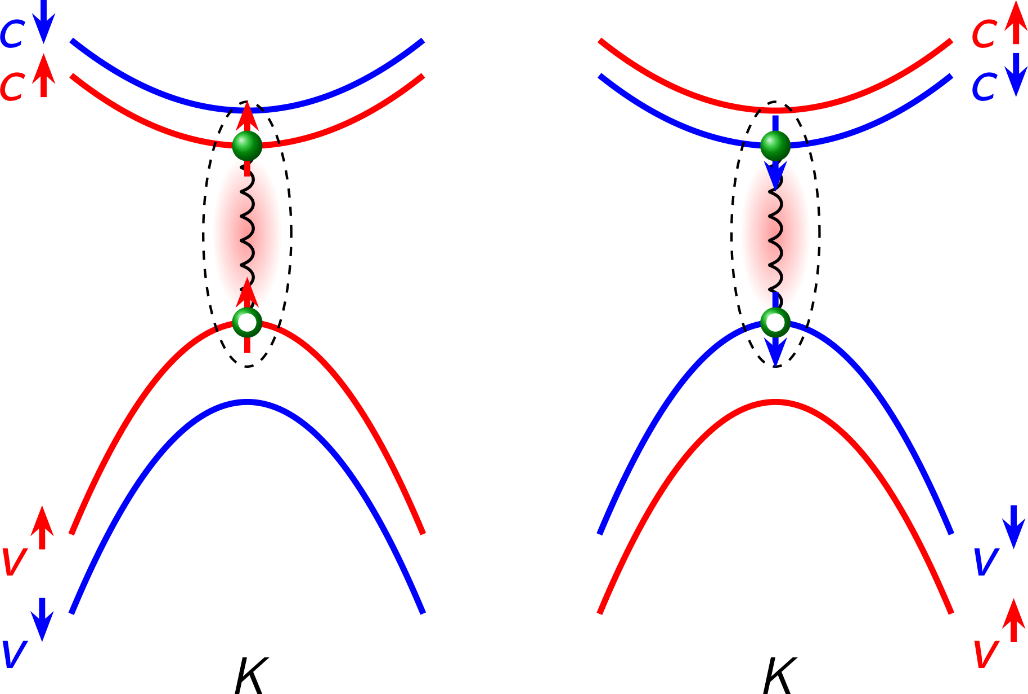 c↓ c↑
c↑ c↓
v↑ v↓
v↓ v↑
K K